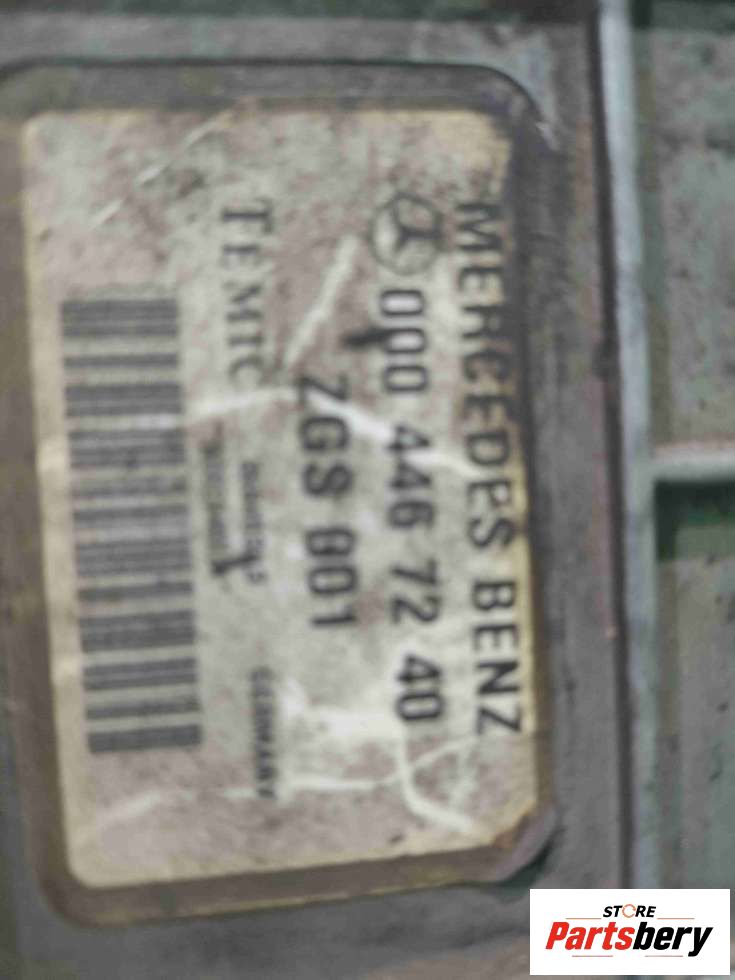 MERCEDES BENZ
000 446 72 40
ZGS 001
TEMIC
GERMANY
STORE
Partsbery